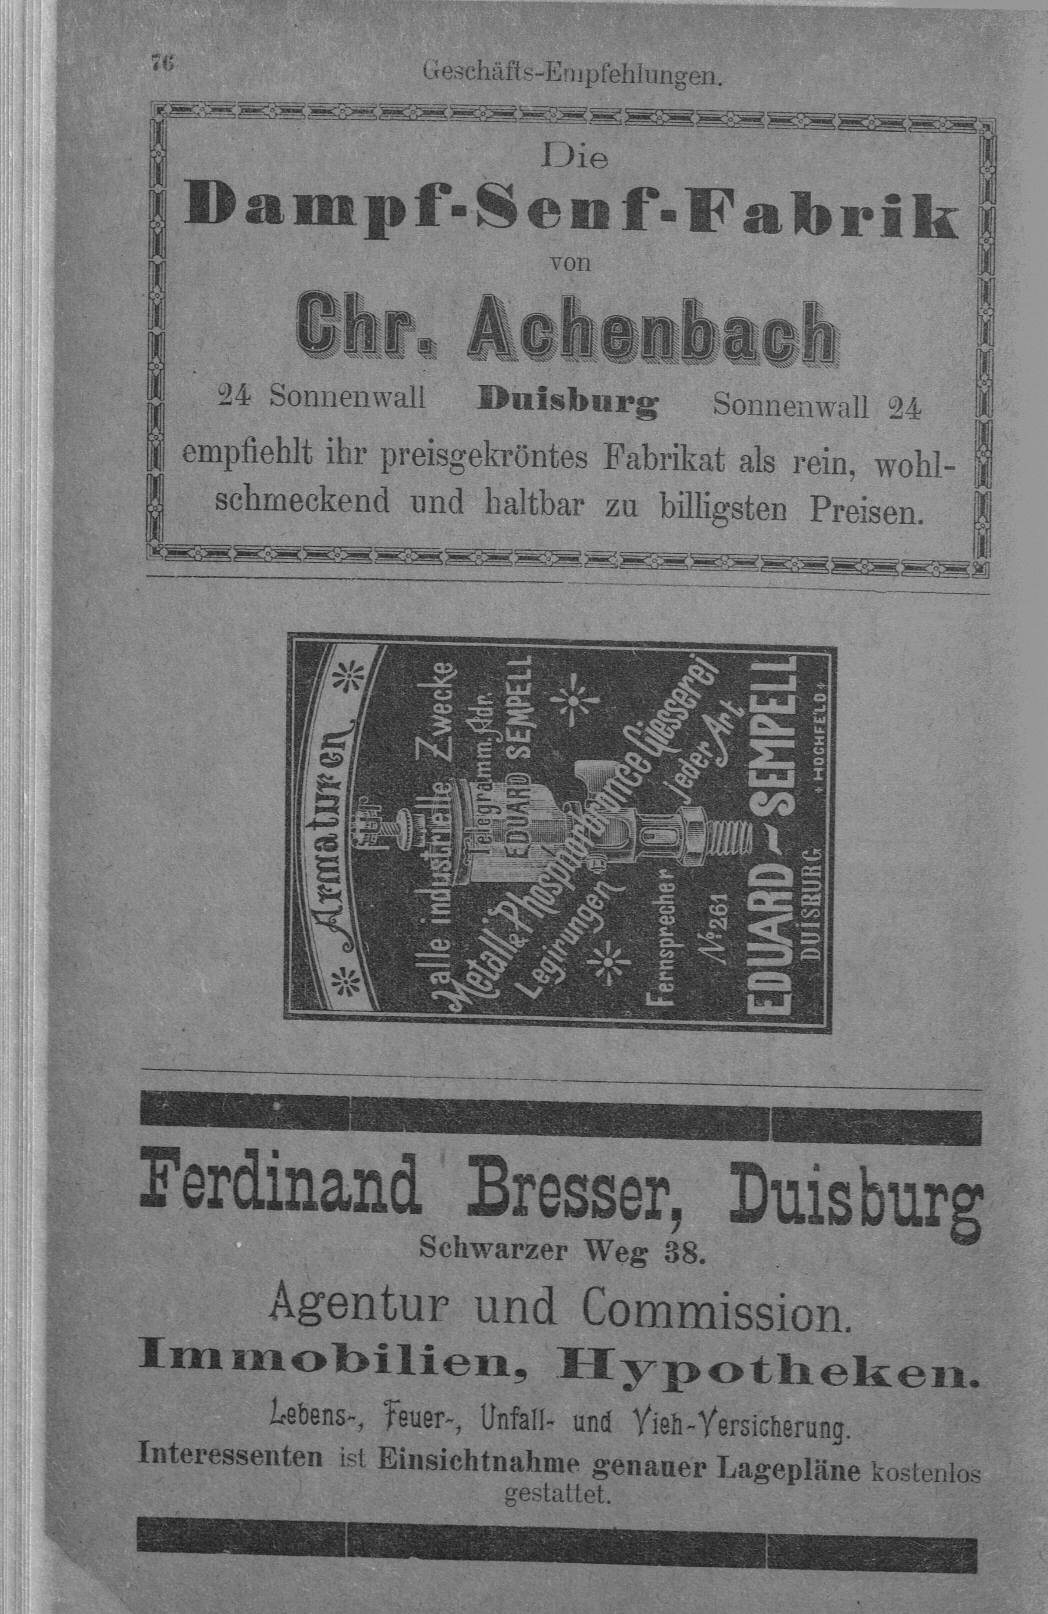 76
Geschäfts-Empfehlungen.
Die
Dampf-Senf-Fabrik
von
Chr. Achenbach
24 Sonnenwall Duisburg Sonnenwall 24
empfiehlt ihr preisgekröntes Fabrikat als rein, wohl-
schmeckend und haltbar zu billigsten Preisen.
Armaturen
f. alle industrielle Zwecke
Telegramm. Adr.
EDUARD SEMPELL
Metall & Phosphorbronce Giesserei
Legirungen jeder Art
Fernsprecher
No 261
EDUARD-SEMPELL
DUISBURG HOCHFELD
Ferdinand Bresser, Duisburg
Schwarzer Weg 38.
Agentur und Commission.
Immobilien, Hypotheken.
Lebens-, Feuer-, Unfall- und Vieh-Versicherung.
Interessenten ist Einsichtnahme genauer Lagepläne kostenlos
gestattet.